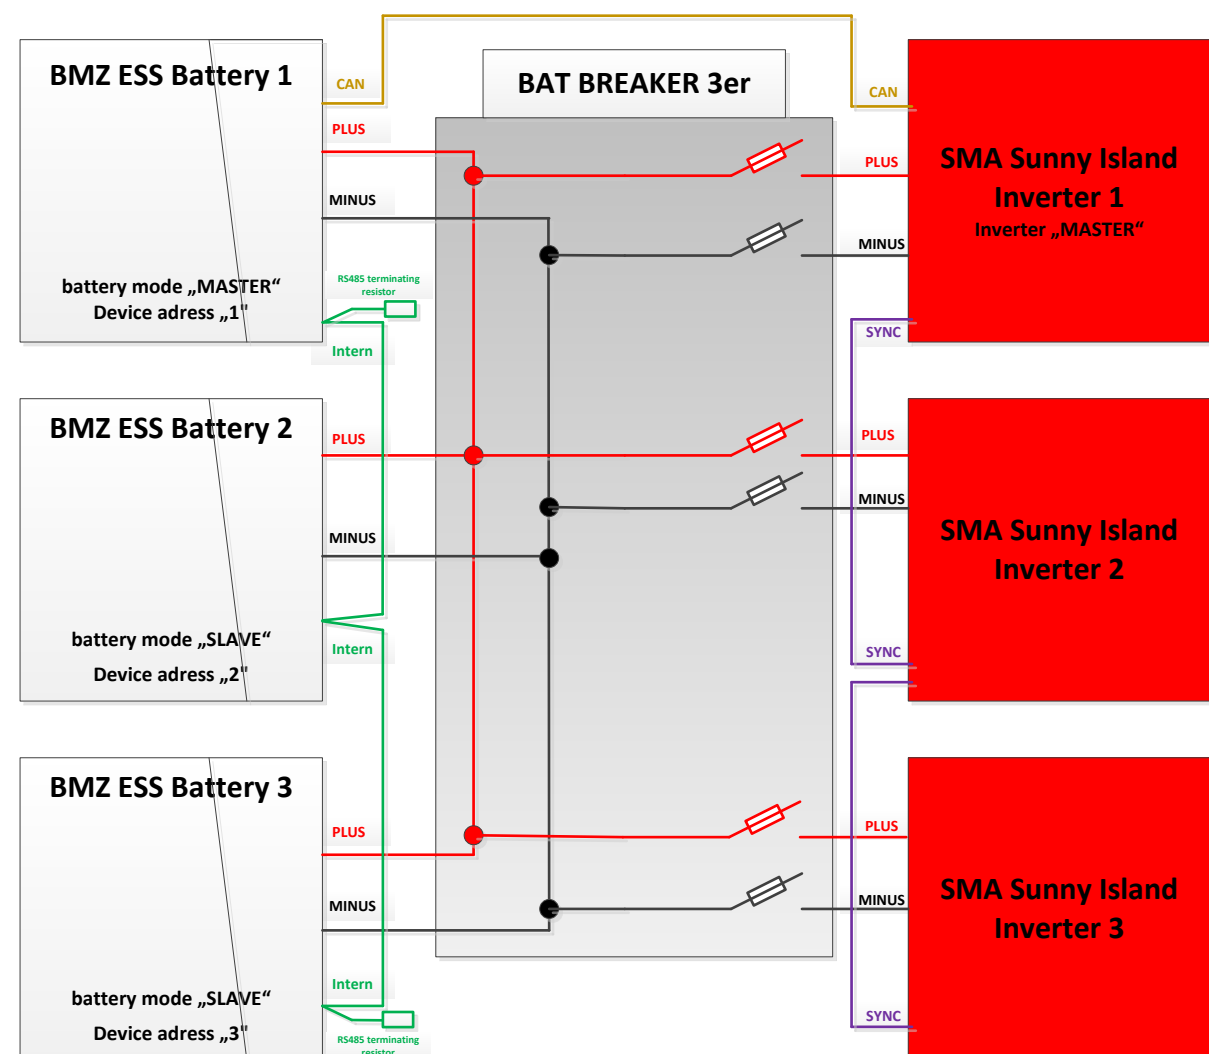 BMZ ESS Battery 1
CAN
PLUS
MINUS
battery mode „MASTER“
Device adress „1"
RS485 terminating
resistor
Intern
BAT BREAKER 3er
CAN
PLUS
MINUS
SYNC
SMA Sunny Island
Inverter 1
Inverter „MASTER“
BMZ ESS Battery 2
PLUS
MINUS
battery mode „SLAVE“
Device adress „2"
Intern
PLUS
MINUS
SYNC
SMA Sunny Island
Inverter 2
BMZ ESS Battery 3
PLUS
MINUS
battery mode „SLAVE“
Device adress „3"
Intern
RS485 terminating
resistor
PLUS
MINUS
SYNC
SMA Sunny Island
Inverter 3